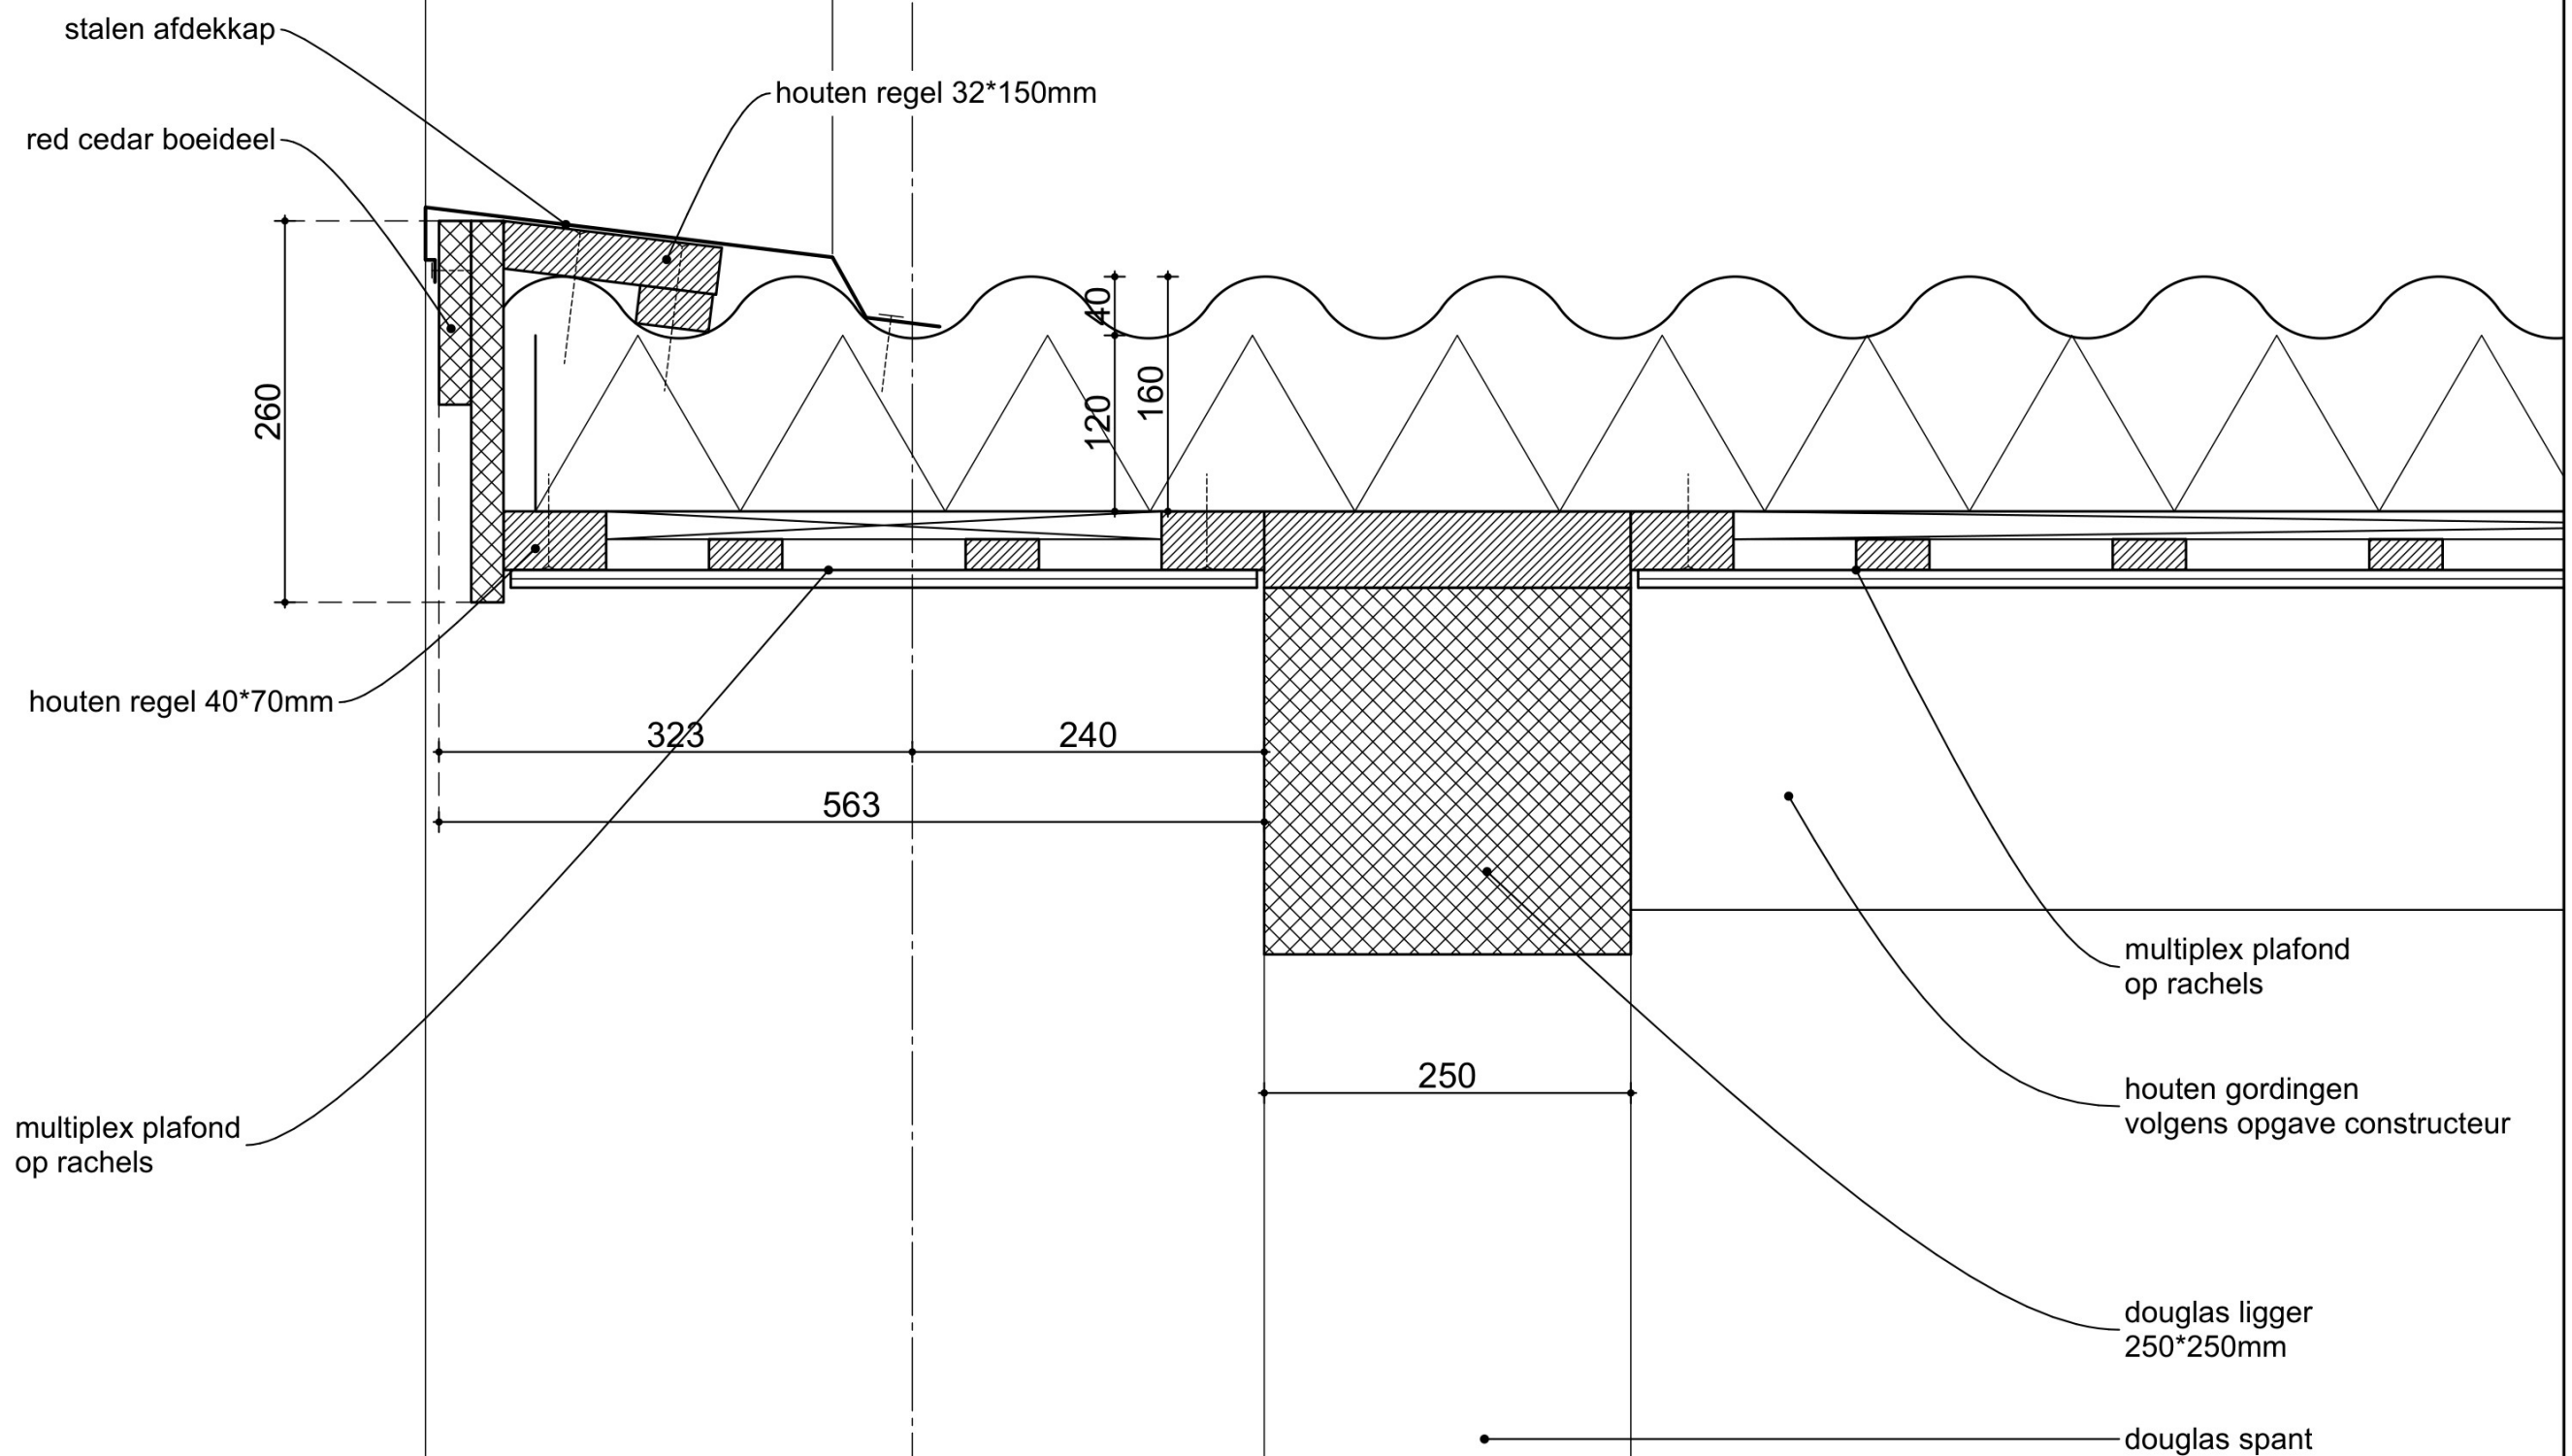 stalen afdekkap
houten regel 32*150mm
red cedar boeideel
40
160
120
260
houten regel 40*70mm
323
240
563
multiplex plafond
op rachels
250
houten gordingen
volgens opgave constructeur
multiplex plafond
op rachels
douglas ligger
250*250mm
douglas spant